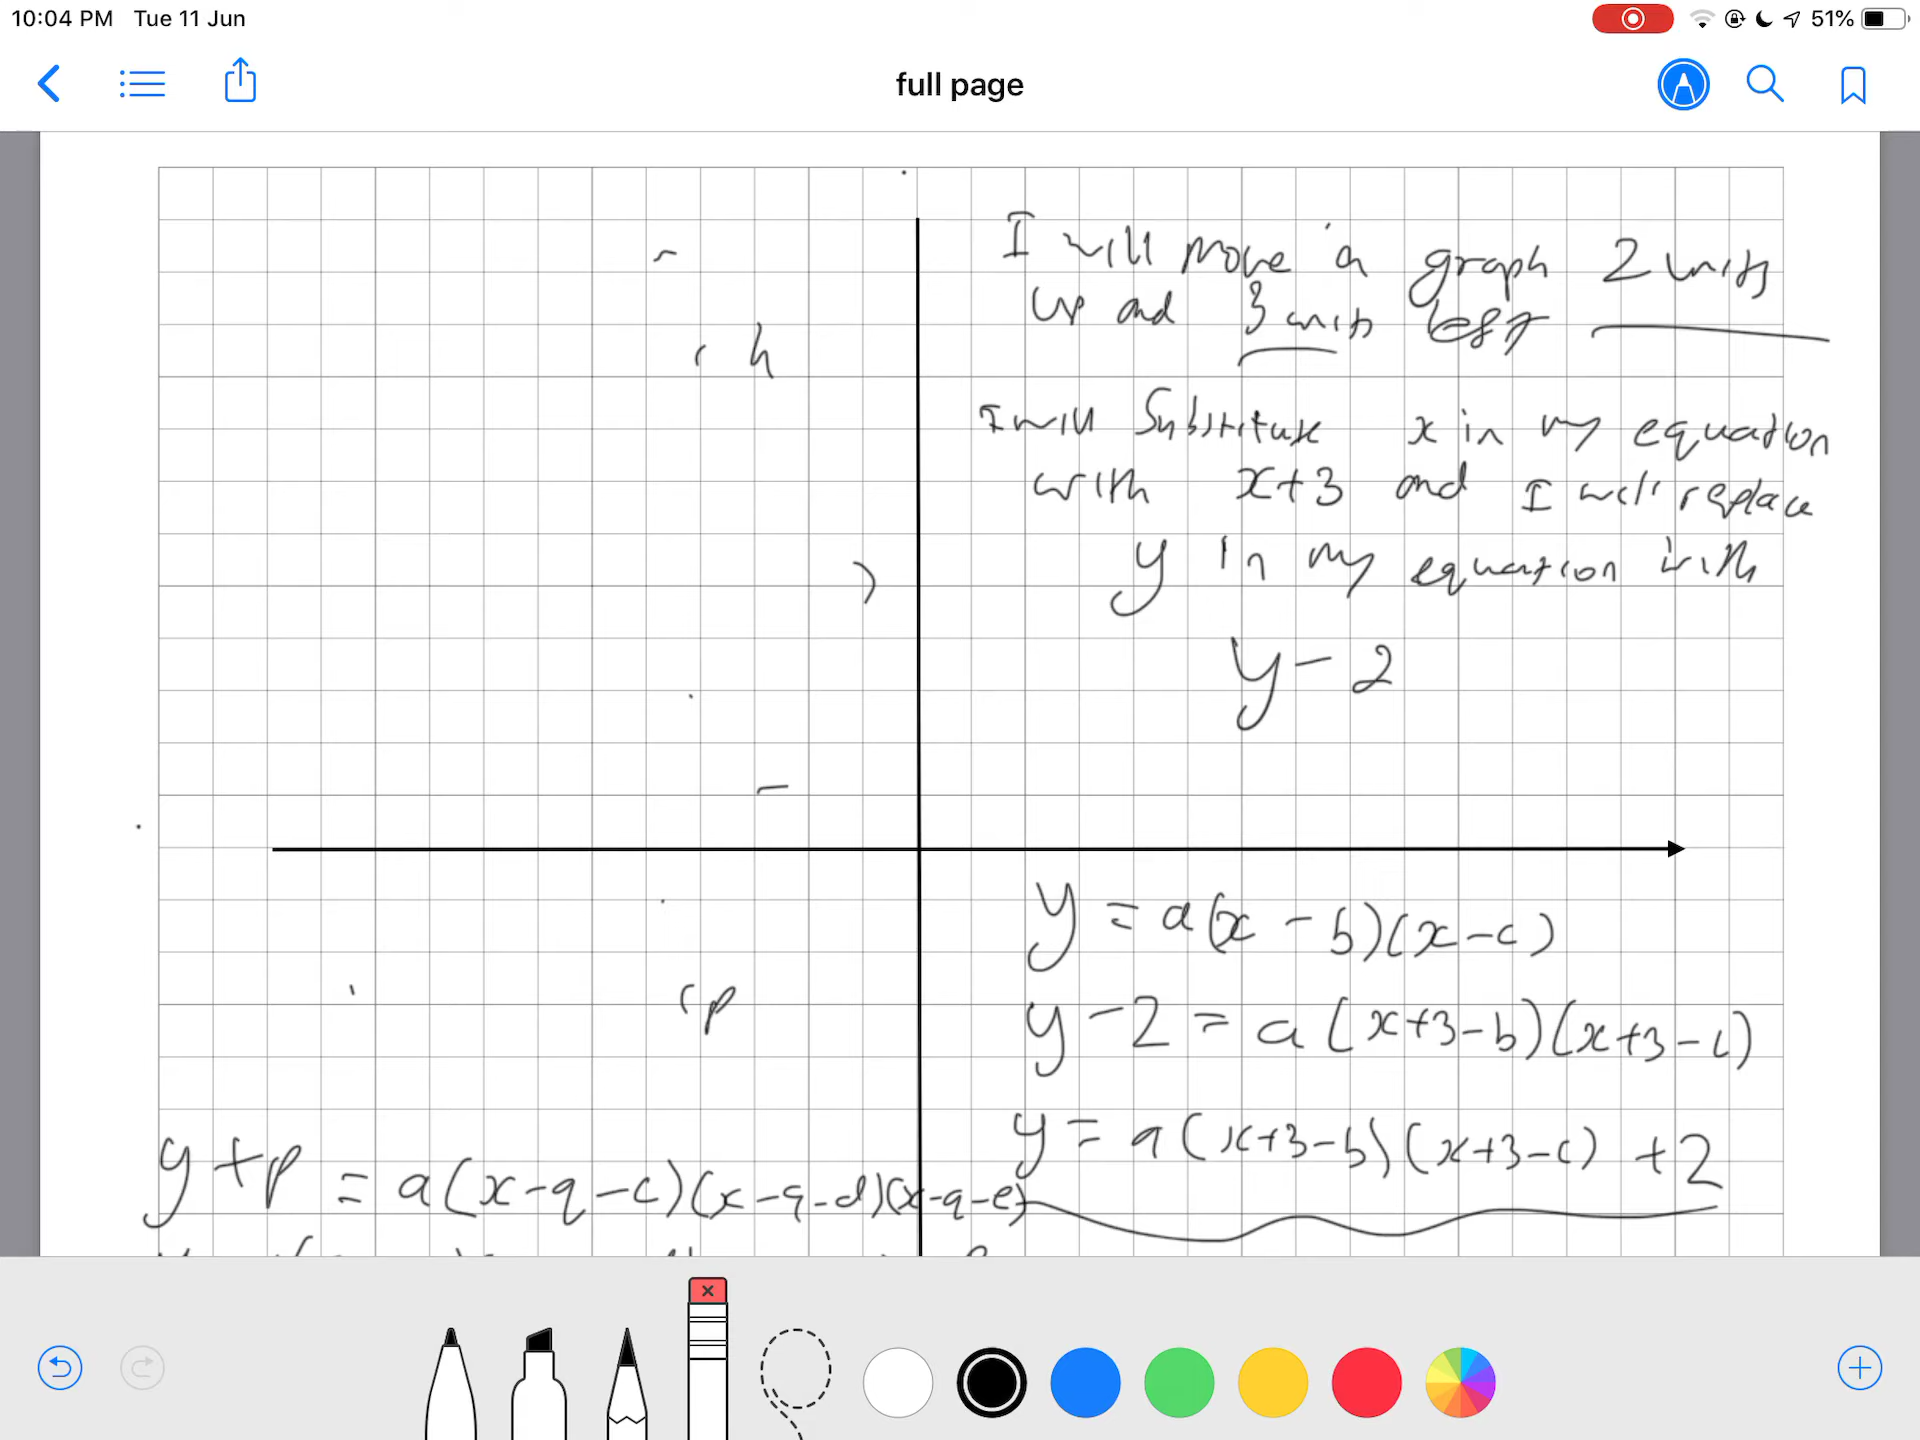 10:04 PM Tue 11 Jun
51%
full page
I will move a graph 2 units
up and 3 units left
I will Substitute x in my equation
with x+3 and I will replace
y in my equation with
y-2
h
y = a(x-b)(x-c)
y-2 = a(x+3-b)(x+3-c)
y = a(x+3-b)(x+3-c) +2
(p
y+p = a(x-q-c)(x-q-d)(x-q-e)